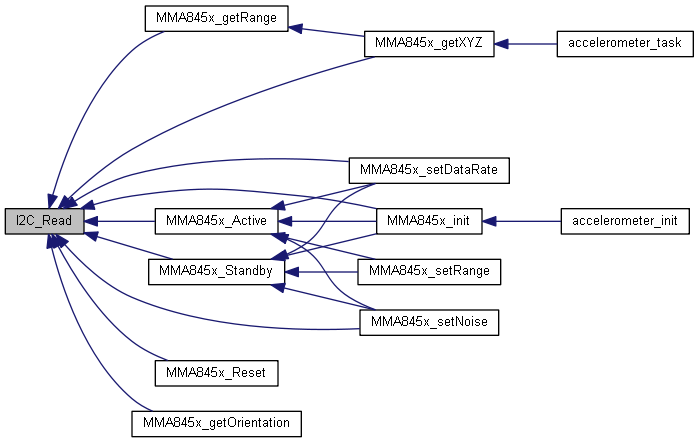 MMA845x_getRange
MMA845x_getXYZ
accelerometer_task
MMA845x_setDataRate
I2C_Read
MMA845x_Active
MMA845x_init
accelerometer_init
MMA845x_Standby
MMA845x_setRange
MMA845x_setNoise
MMA845x_Reset
MMA845x_getOrientation